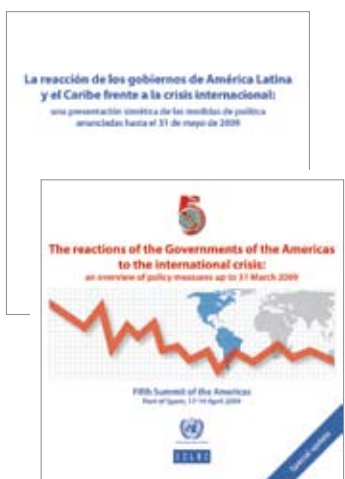 La reacción de los gobiernos de América Latina
y el Caribe frente a la crisis internacional:
una presentación sintética de las medidas de política
anunciadas hasta el 31 de mayo de 2009
The reactions of the Governments of the Americas
to the international crisis:
an overview of policy measures up to 31 March 2009
Fifth Summit of the Americas
Port of Spain, 17-19 April 2009
ECLAC
Special update